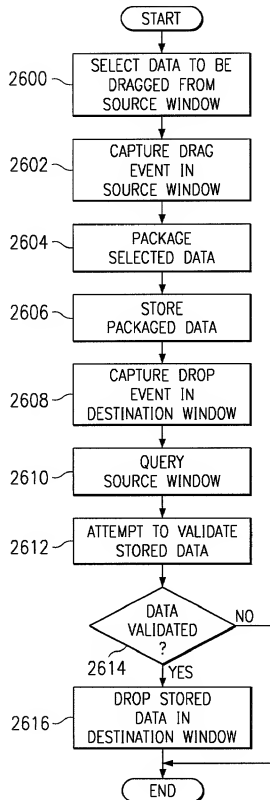 START
2600
SELECT DATA TO BE
DRAGGED FROM
SOURCE WINDOW
2602
CAPTURE DRAG
EVENT IN
SOURCE WINDOW
2604
PACKAGE
SELECTED DATA
2606
STORE
PACKAGED DATA
2608
CAPTURE DROP
EVENT IN
DESTINATION WINDOW
2610
QUERY
SOURCE WINDOW
2612
ATTEMPT TO VALIDATE
STORED DATA
DATA
VALIDATED
?
NO
2614
YES
2616
DROP STORED
DATA IN
DESTINATION WINDOW
END